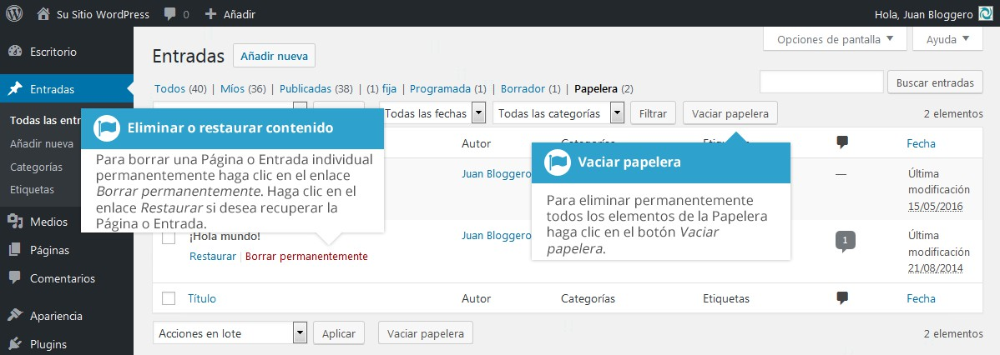 Su Sitio WordPress 0 + Añadir Hola, Juan Bloggero
Opciones de pantalla Ayuda
Escritorio
Entradas
Todas las entr
Añadir nueva
Categorías
Etiquetas
Medios
Páginas
Comentarios
Apariencia
Plugins
Entradas Añadir nueva
Todos (40) | Míos (36) | Publicadas (38) | (1) fija | Programada (1) | Borrador (1) | Papelera (2)
Buscar entradas
Todas las fechas Todas las categorías Filtrar Vaciar papelera 2 elementos
Autor Categorías Etiquetas Fecha
Eliminar o restaurar contenido
Para borrar una Página o Entrada individual
permanentemente haga clic en el enlace
Borrar permanentemente. Haga clic en el
enlace Restaurar si desea recuperar la
Página o Entrada.
Vaciar papelera
Para eliminar permanentemente
todos los elementos de la Papelera
haga clic en el botón Vaciar
papelera.
Juan Bloggero — Última
modificación
15/05/2016
¡Hola mundo! Juan Bloggero 1 Última
modificación
21/08/2014
Restaurar | Borrar permanentemente
Título Autor Categorías Etiquetas Fecha
Acciones en lote Aplicar Vaciar papelera 2 elementos